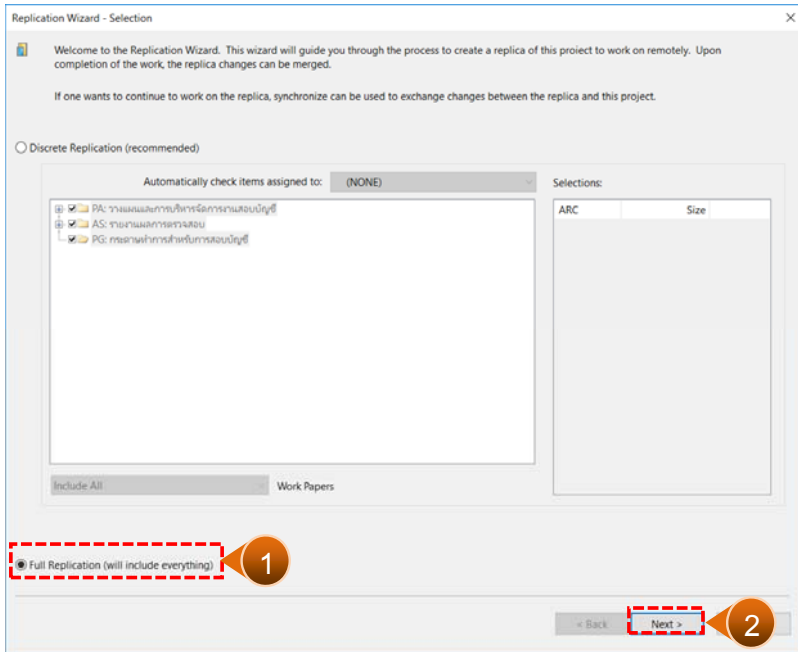 Replication Wizard - Selection
Welcome to the Replication Wizard. This wizard will guide you through the process to create a replica of this project to work on remotely. Upon
completion of the work, the replica changes can be merged.
If one wants to continue to work on the replica, synchronize can be used to exchange changes between the replica and this project.
Discrete Replication (recommended)
Automatically check items assigned to: (NONE)
Selections:
PA: วางแผนและการบริหารจัดการงานสอบบัญชี
AS: รายงานผลการตรวจสอบ
PG: กระดาษทำการสำหรับการสอบบัญชี
ARC Size
Include All Work Papers
Full Replication (will include everything)
1
< Back Next >
2